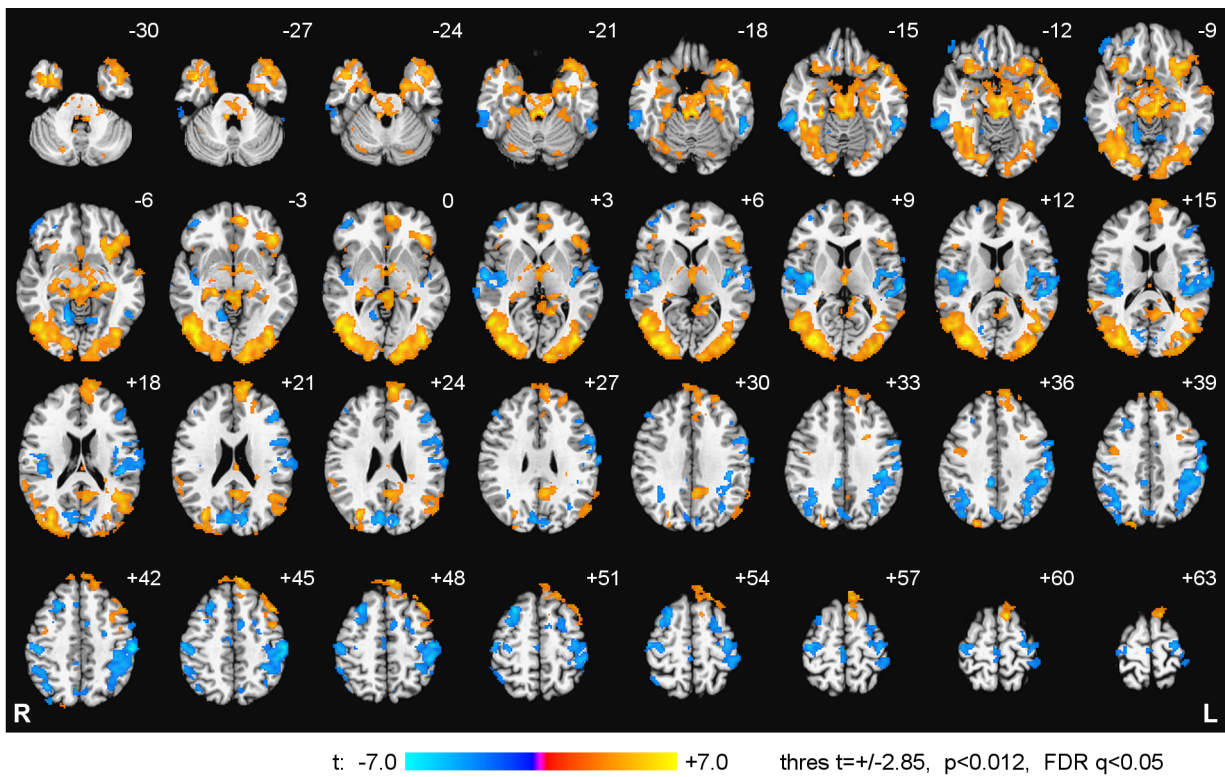 -30 -27 -24 -21 -18 -15 -12 -9
-6 -3 0 +3 +6 +9 +12 +15
+18 +21 +24 +27 +30 +33 +36 +39
+42 +45 +48 +51 +54 +57 +60 +63
R L
t: -7.0 +7.0 thres t=+/-2.85, p<0.012, FDR q<0.05